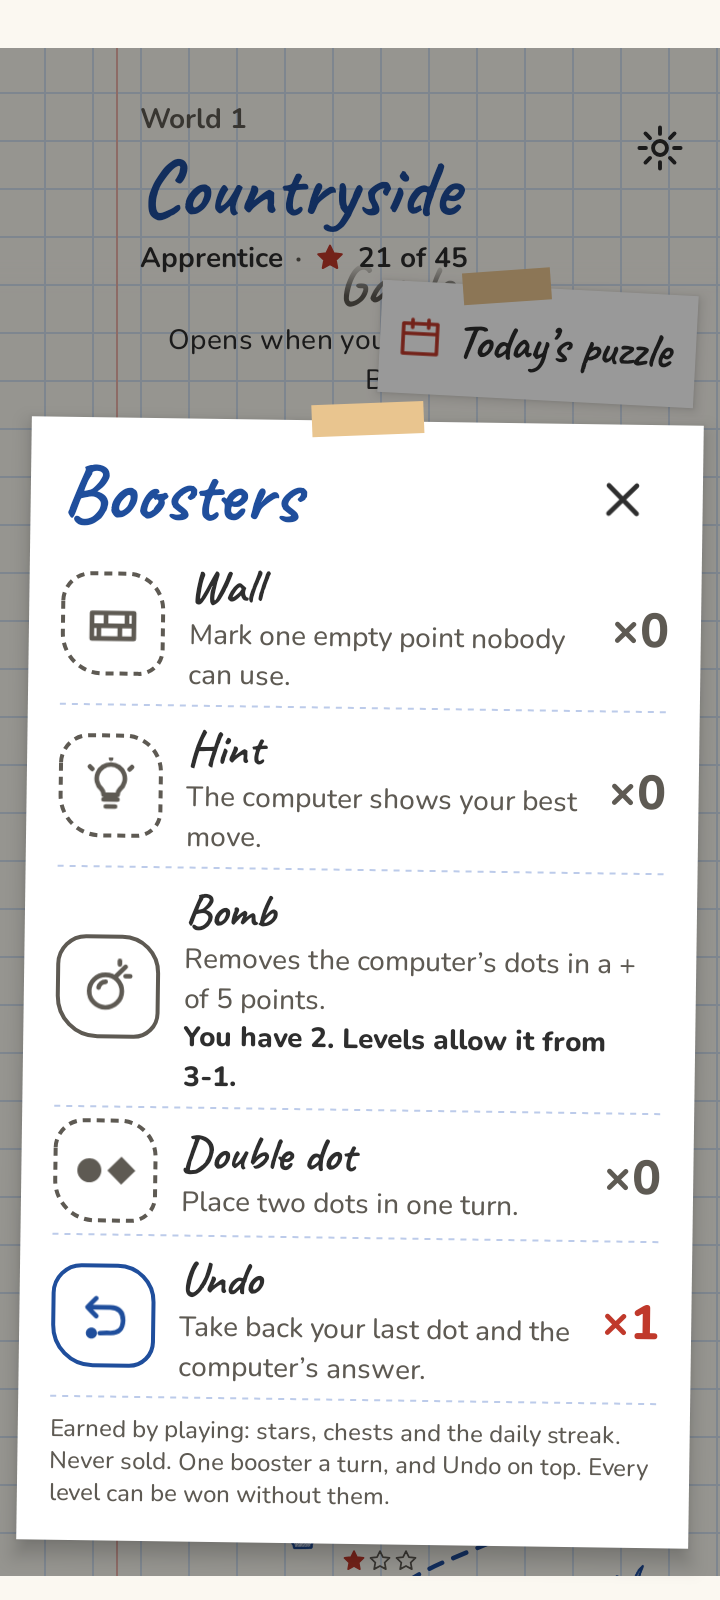 World 1
Countryside
Apprentice · ★ 21 of 45
Opens when you
Today's puzzle
Boosters
Wall
Mark one empty point nobody
can use.
×0
Hint
The computer shows your best
move.
×0
Bomb
Removes the computer's dots in a +
of 5 points.
You have 2. Levels allow it from
3-1.
Double dot
Place two dots in one turn.
×0
Undo
Take back your last dot and the
computer's answer.
×1
Earned by playing: stars, chests and the daily streak.
Never sold. One booster a turn, and Undo on top. Every
level can be won without them.